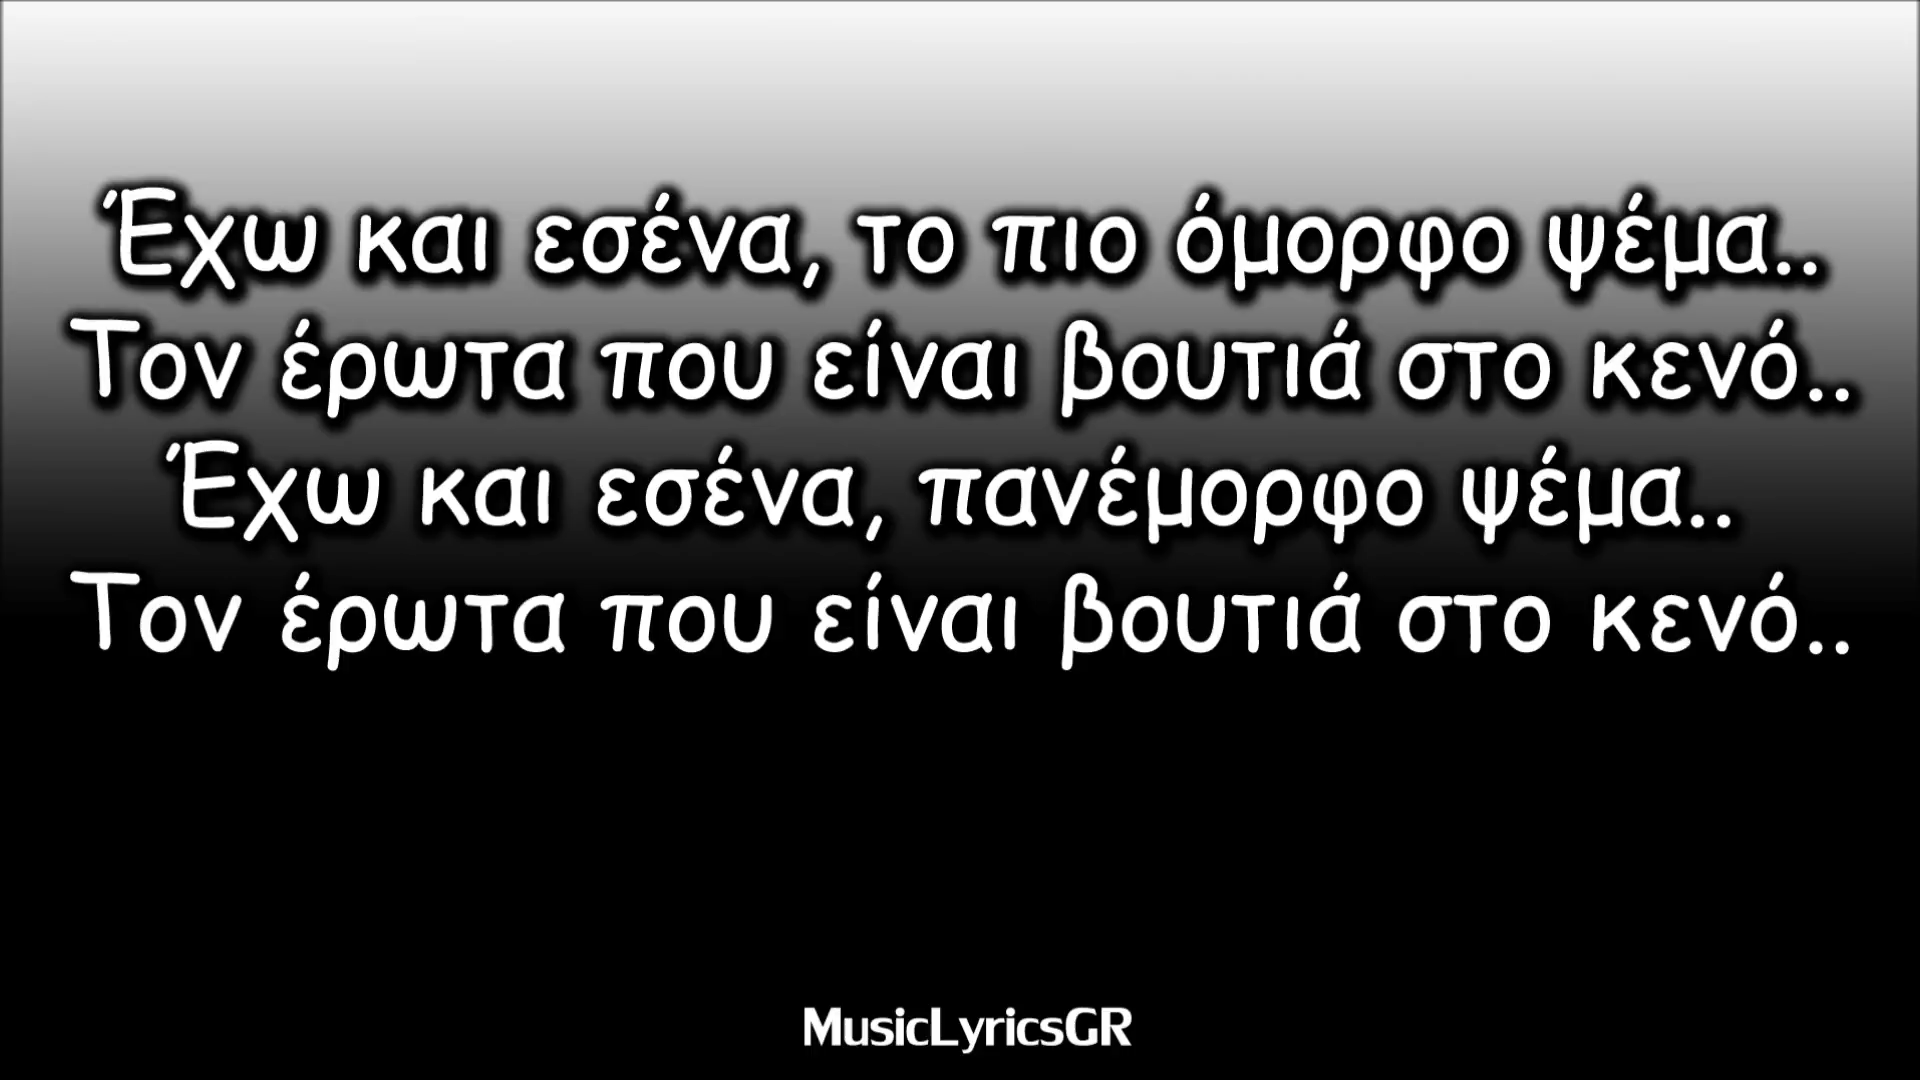 Έχω και εσένα, το πιο όμορφο ψέμα..
Τον έρωτα που είναι βουτιά στο κενό..
Έχω και εσένα, πανέμορφο ψέμα..
Τον έρωτα που είναι βουτιά στο κενό..
MusicLyricsGR